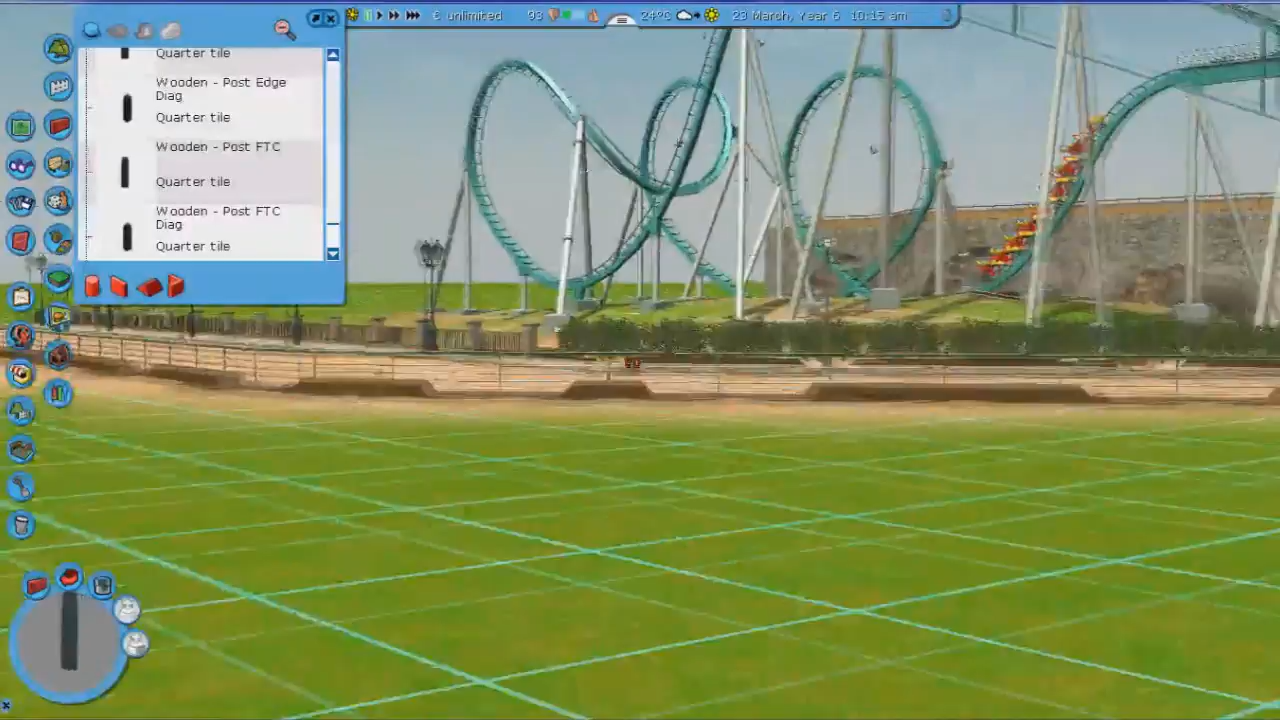 € unlimited
93
24°C
23 March, Year 6 10:15 am
Quarter tile
Wooden - Post Edge
Diag
Quarter tile
Wooden - Post FTC
Quarter tile
Wooden - Post FTC
Diag
Quarter tile